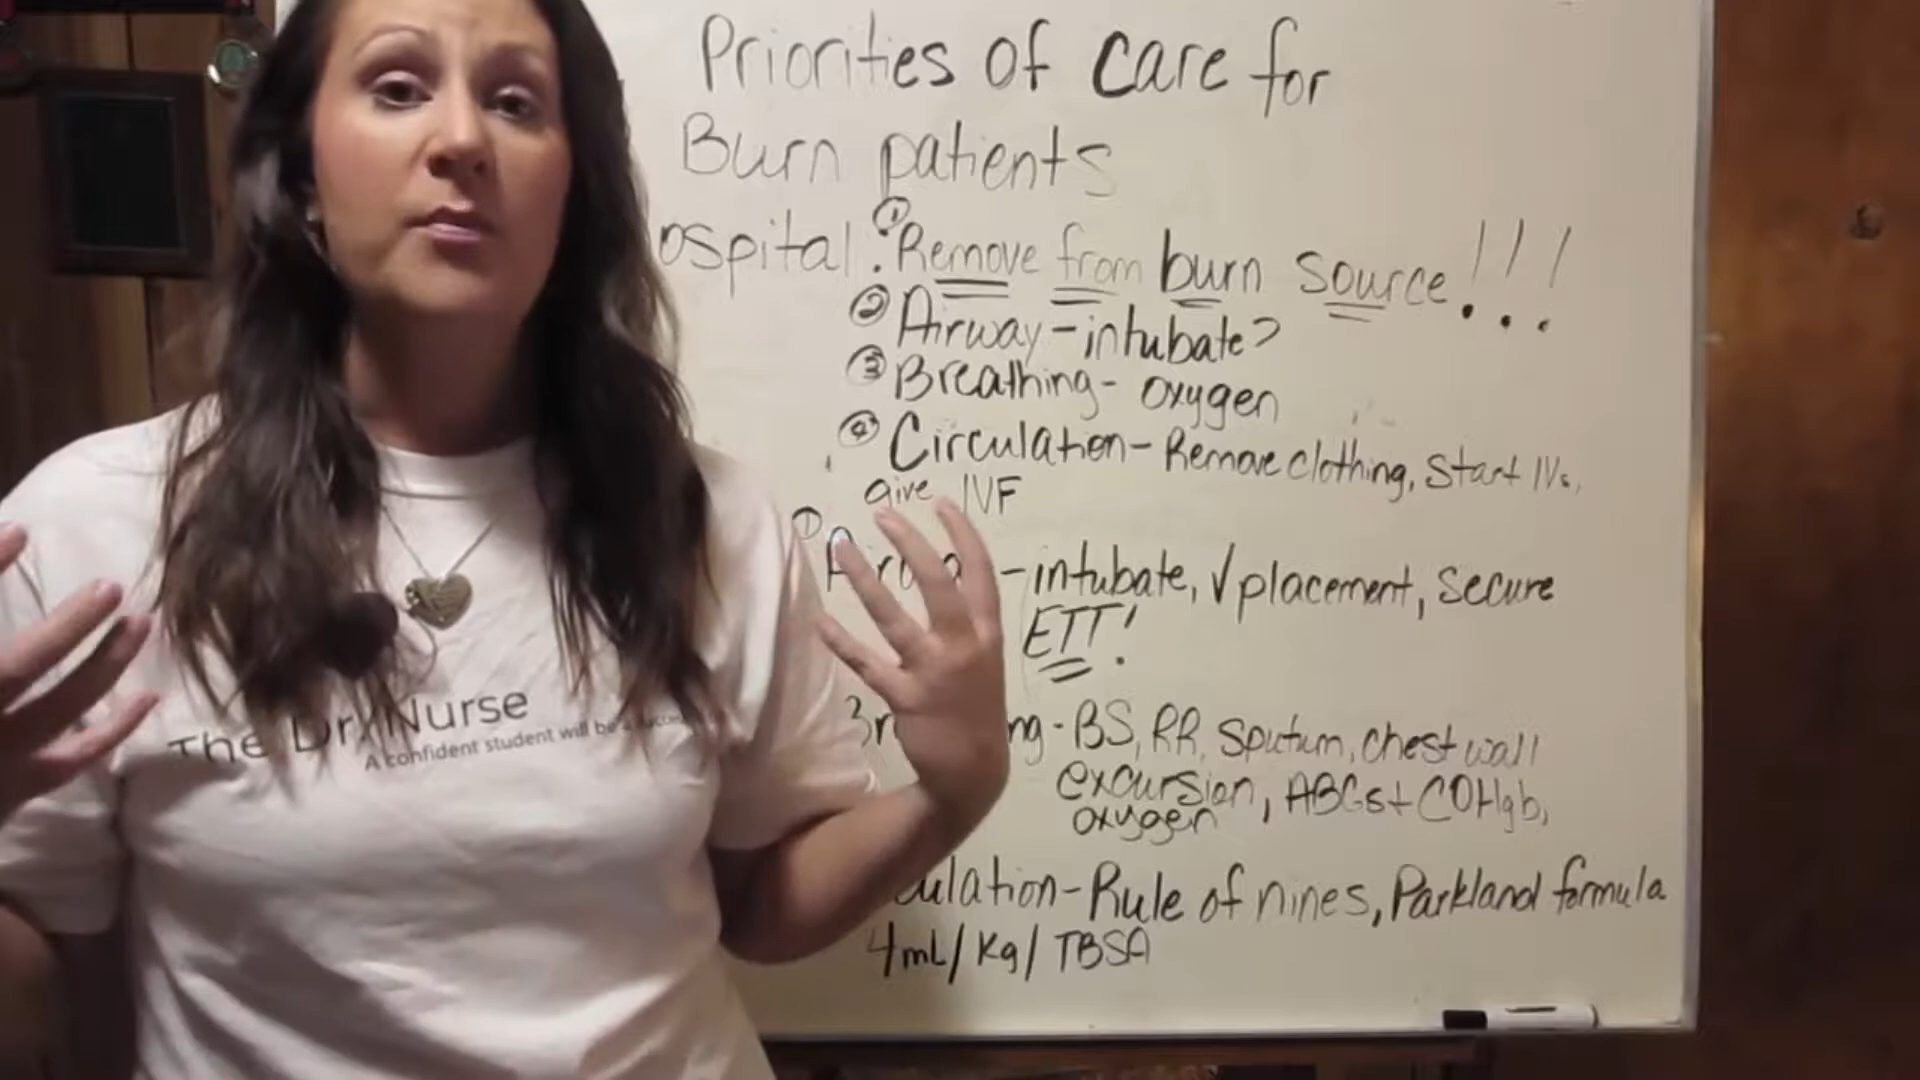 Priorities of care for
Burn patients
ospital: ① Remove from burn source!!!
② Airway - intubate?
③ Breathing - oxygen
④ Circulation - Remove clothing, Start IVs,
give IVF
① - intubate, √ placement, Secure
ETT!
ng - BS, RR, Sputum, chest wall
excursion, ABGs + COHgb,
oxygen
ulation - Rule of nines, Parkland formula
4mL/Kg/TBSA
The Dr/Nurse
A confident student will be